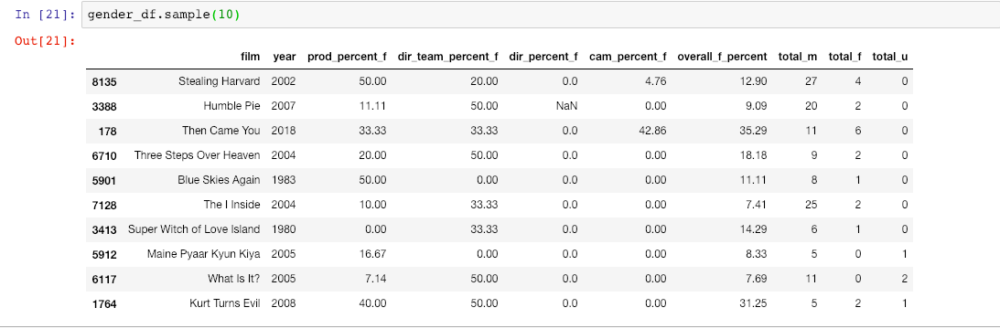 In [21]: gender_df.sample(10)
Out[21]:
film year prod_percent_f dir_team_percent_f dir_percent_f cam_percent_f overall_f_percent total_m total_f total_u
8135 Stealing Harvard 2002 50.00 20.00 0.0 4.76 12.90 27 4 0
3388 Humble Pie 2007 11.11 50.00 NaN 0.00 9.09 20 2 0
178 Then Came You 2018 33.33 33.33 0.0 42.86 35.29 11 6 0
6710 Three Steps Over Heaven 2004 20.00 50.00 0.0 0.00 18.18 9 2 0
5901 Blue Skies Again 1983 50.00 0.00 0.0 0.00 11.11 8 1 0
7128 The I Inside 2004 10.00 33.33 0.0 0.00 7.41 25 2 0
3413 Super Witch of Love Island 1980 0.00 33.33 0.0 0.00 14.29 6 1 0
5912 Maine Pyaar Kyun Kiya 2005 16.67 0.00 0.0 0.00 8.33 5 0 1
6117 What Is It? 2005 7.14 50.00 0.0 0.00 7.69 11 0 2
1764 Kurt Turns Evil 2008 40.00 50.00 0.0 0.00 31.25 5 2 1